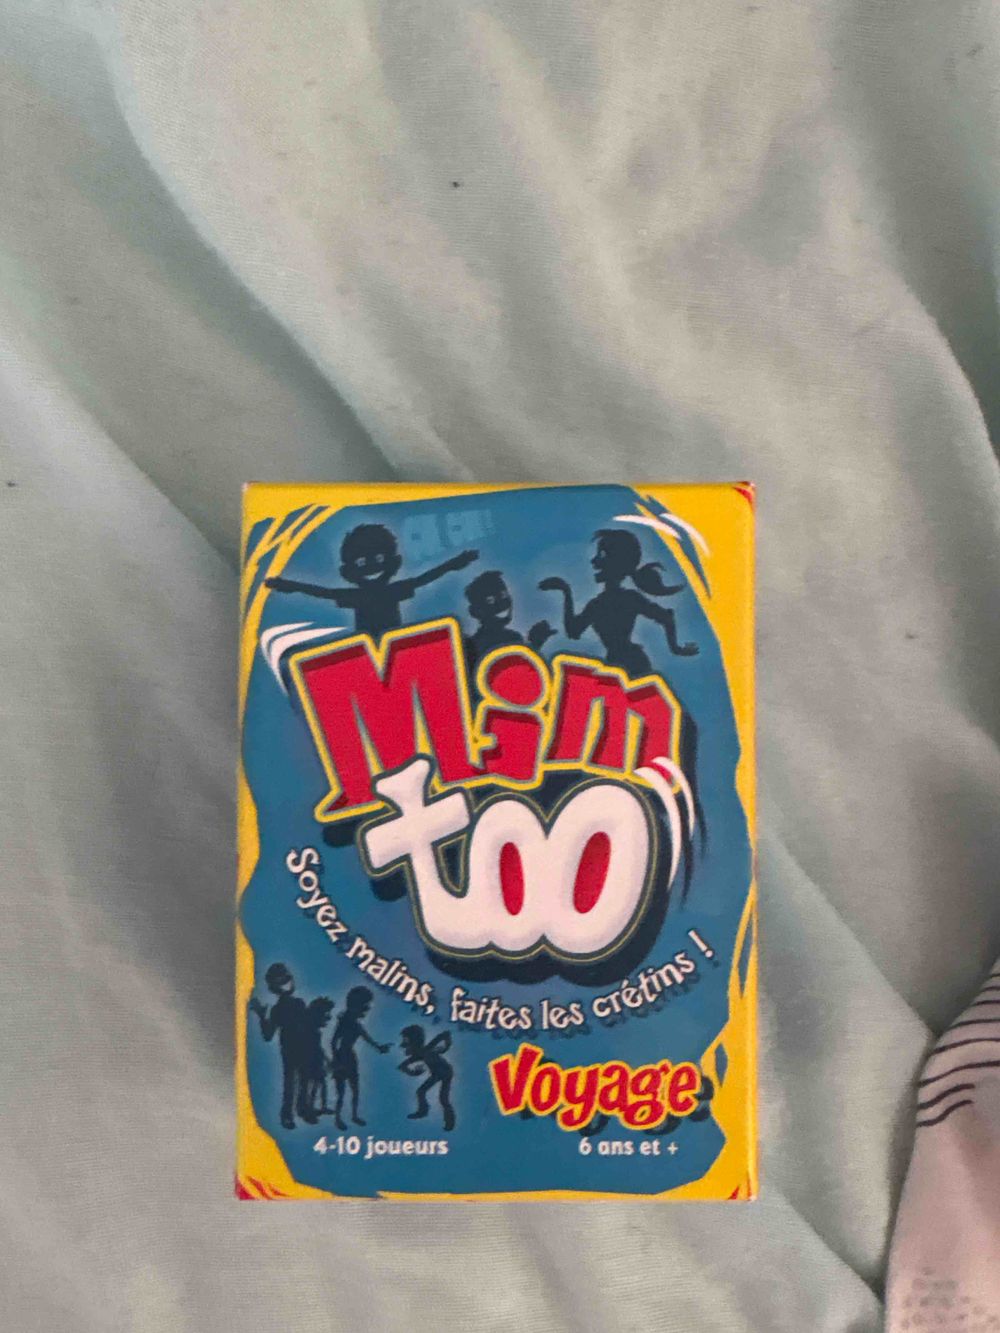 Mim
too
Soyez malins, faites les crétins !
Voyage
4-10 joueurs
6 ans et +